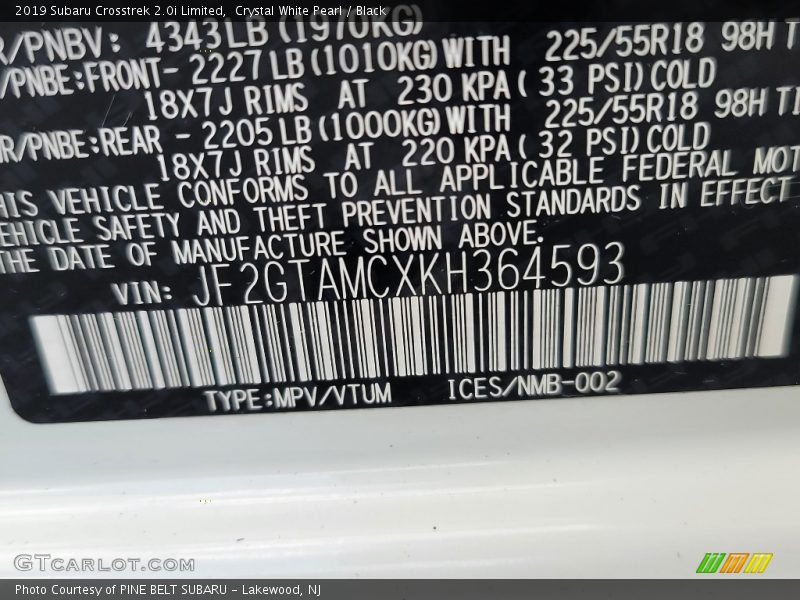 2019 Subaru Crosstrek 2.0i Limited, Crystal White Pearl / Black
R/PNBV: 4343LB (1970KG)
/PNBE:FRONT- 2227 LB (1010KG) WITH 225/55R18 98H T
18X7J RIMS AT 230 KPA ( 33 PSI) COLD
R/PNBE:REAR - 2205 LB (1000KG) WITH 225/55R18 98H TI
18X7J RIMS AT 220 KPA ( 32 PSI) COLD
HIS VEHICLE CONFORMS TO ALL APPLICABLE FEDERAL MOT
EHICLE SAFETY AND THEFT PREVENTION STANDARDS IN EFFECT
THE DATE OF MANUFACTURE SHOWN ABOVE.
VIN: JF2GTAMCXKH364593
TYPE:MPV/VTUM ICES/NMB-002
GTCARLOT.COM
Photo Courtesy of PINE BELT SUBARU - Lakewood, NJ